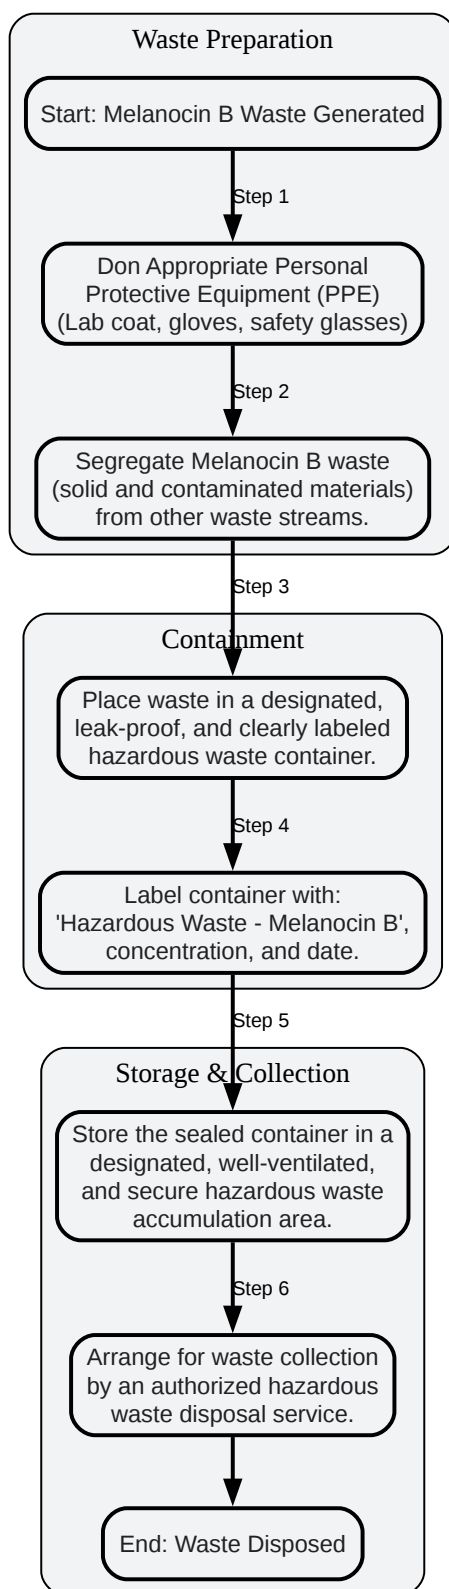 Waste Preparation
Start: Melanocin B Waste Generated
Step 1
Don Appropriate Personal
Protective Equipment (PPE)
(Lab coat, gloves, safety glasses)
Step 2
Segregate Melanocin B waste
(solid and contaminated materials)
from other waste streams.
Step 3
Containment
Place waste in a designated,
leak-proof, and clearly labeled
hazardous waste container.
Step 4
Label container with:
'Hazardous Waste - Melanocin B',
concentration, and date.
Step 5
Storage & Collection
Store the sealed container in a
designated, well-ventilated,
and secure hazardous waste
accumulation area.
Step 6
Arrange for waste collection
by an authorized hazardous
waste disposal service.
End: Waste Disposed